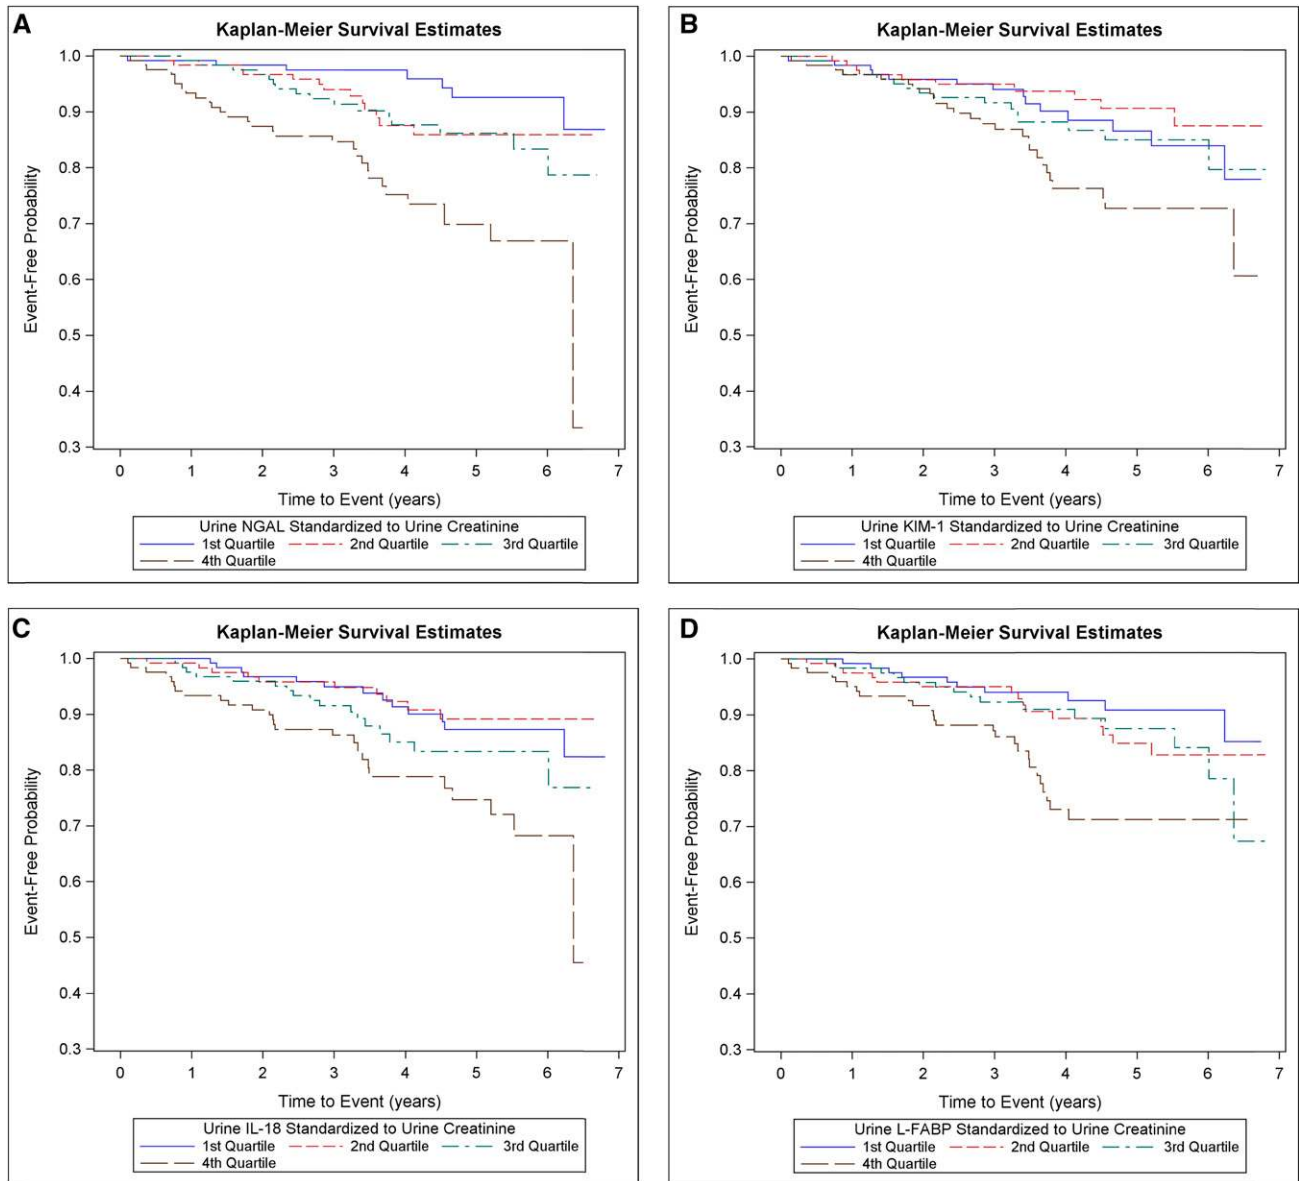 A
Kaplan-Meier Survival Estimates
Event-Free Probability
1.0
0.9
0.8
0.7
0.6
0.5
0.4
0.3
0 1 2 3 4 5 6 7
Time to Event (years)
Urine NGAL Standardized to Urine Creatinine
1st Quartile 2nd Quartile 3rd Quartile
4th Quartile
B
Kaplan-Meier Survival Estimates
Event-Free Probability
1.0
0.9
0.8
0.7
0.6
0.5
0.4
0.3
0 1 2 3 4 5 6 7
Time to Event (years)
Urine KIM-1 Standardized to Urine Creatinine
1st Quartile 2nd Quartile 3rd Quartile
4th Quartile
C
Kaplan-Meier Survival Estimates
Event-Free Probability
1.0
0.9
0.8
0.7
0.6
0.5
0.4
0.3
0 1 2 3 4 5 6 7
Time to Event (years)
Urine IL-18 Standardized to Urine Creatinine
1st Quartile 2nd Quartile 3rd Quartile
4th Quartile
D
Kaplan-Meier Survival Estimates
Event-Free Probability
1.0
0.9
0.8
0.7
0.6
0.5
0.4
0.3
0 1 2 3 4 5 6 7
Time to Event (years)
Urine L-FABP Standardized to Urine Creatinine
1st Quartile 2nd Quartile 3rd Quartile
4th Quartile